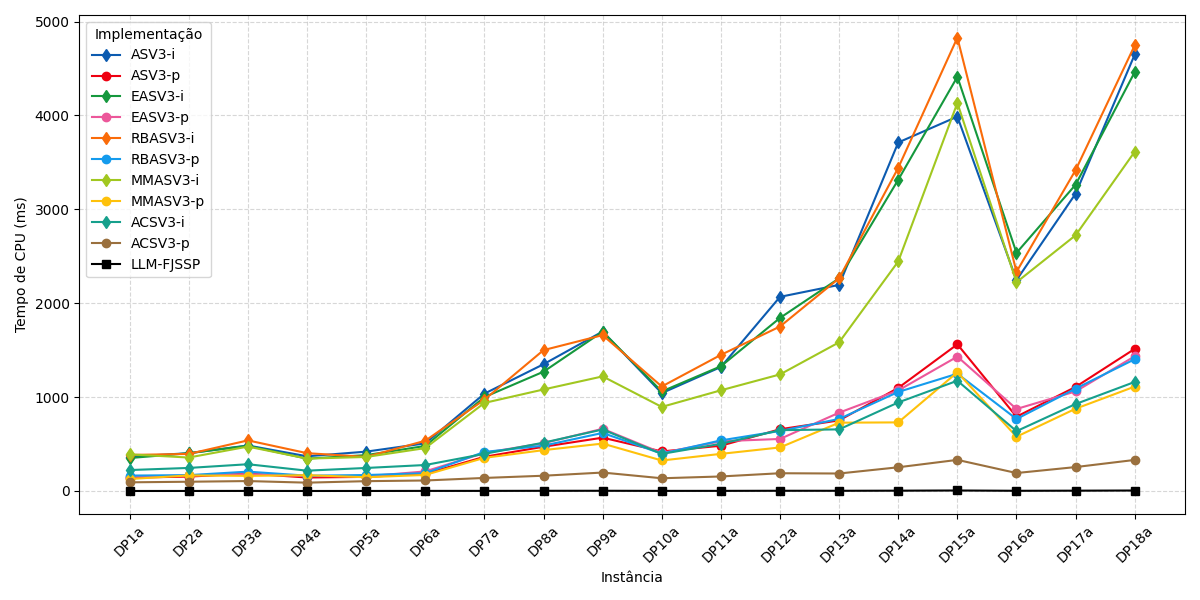 Implementação
ASV3-i
ASV3-p
EASV3-i
EASV3-p
RBASV3-i
RBASV3-p
MMASV3-i
MMASV3-p
ACSV3-i
ACSV3-p
LLM-FJSSP
Tempo de CPU (ms)
5000
4000
3000
2000
1000
0
DP1a
DP2a
DP3a
DP4a
DP5a
DP6a
DP7a
DP8a
DP9a
DP10a
DP11a
DP12a
DP13a
DP14a
DP15a
DP16a
DP17a
DP18a
Instância